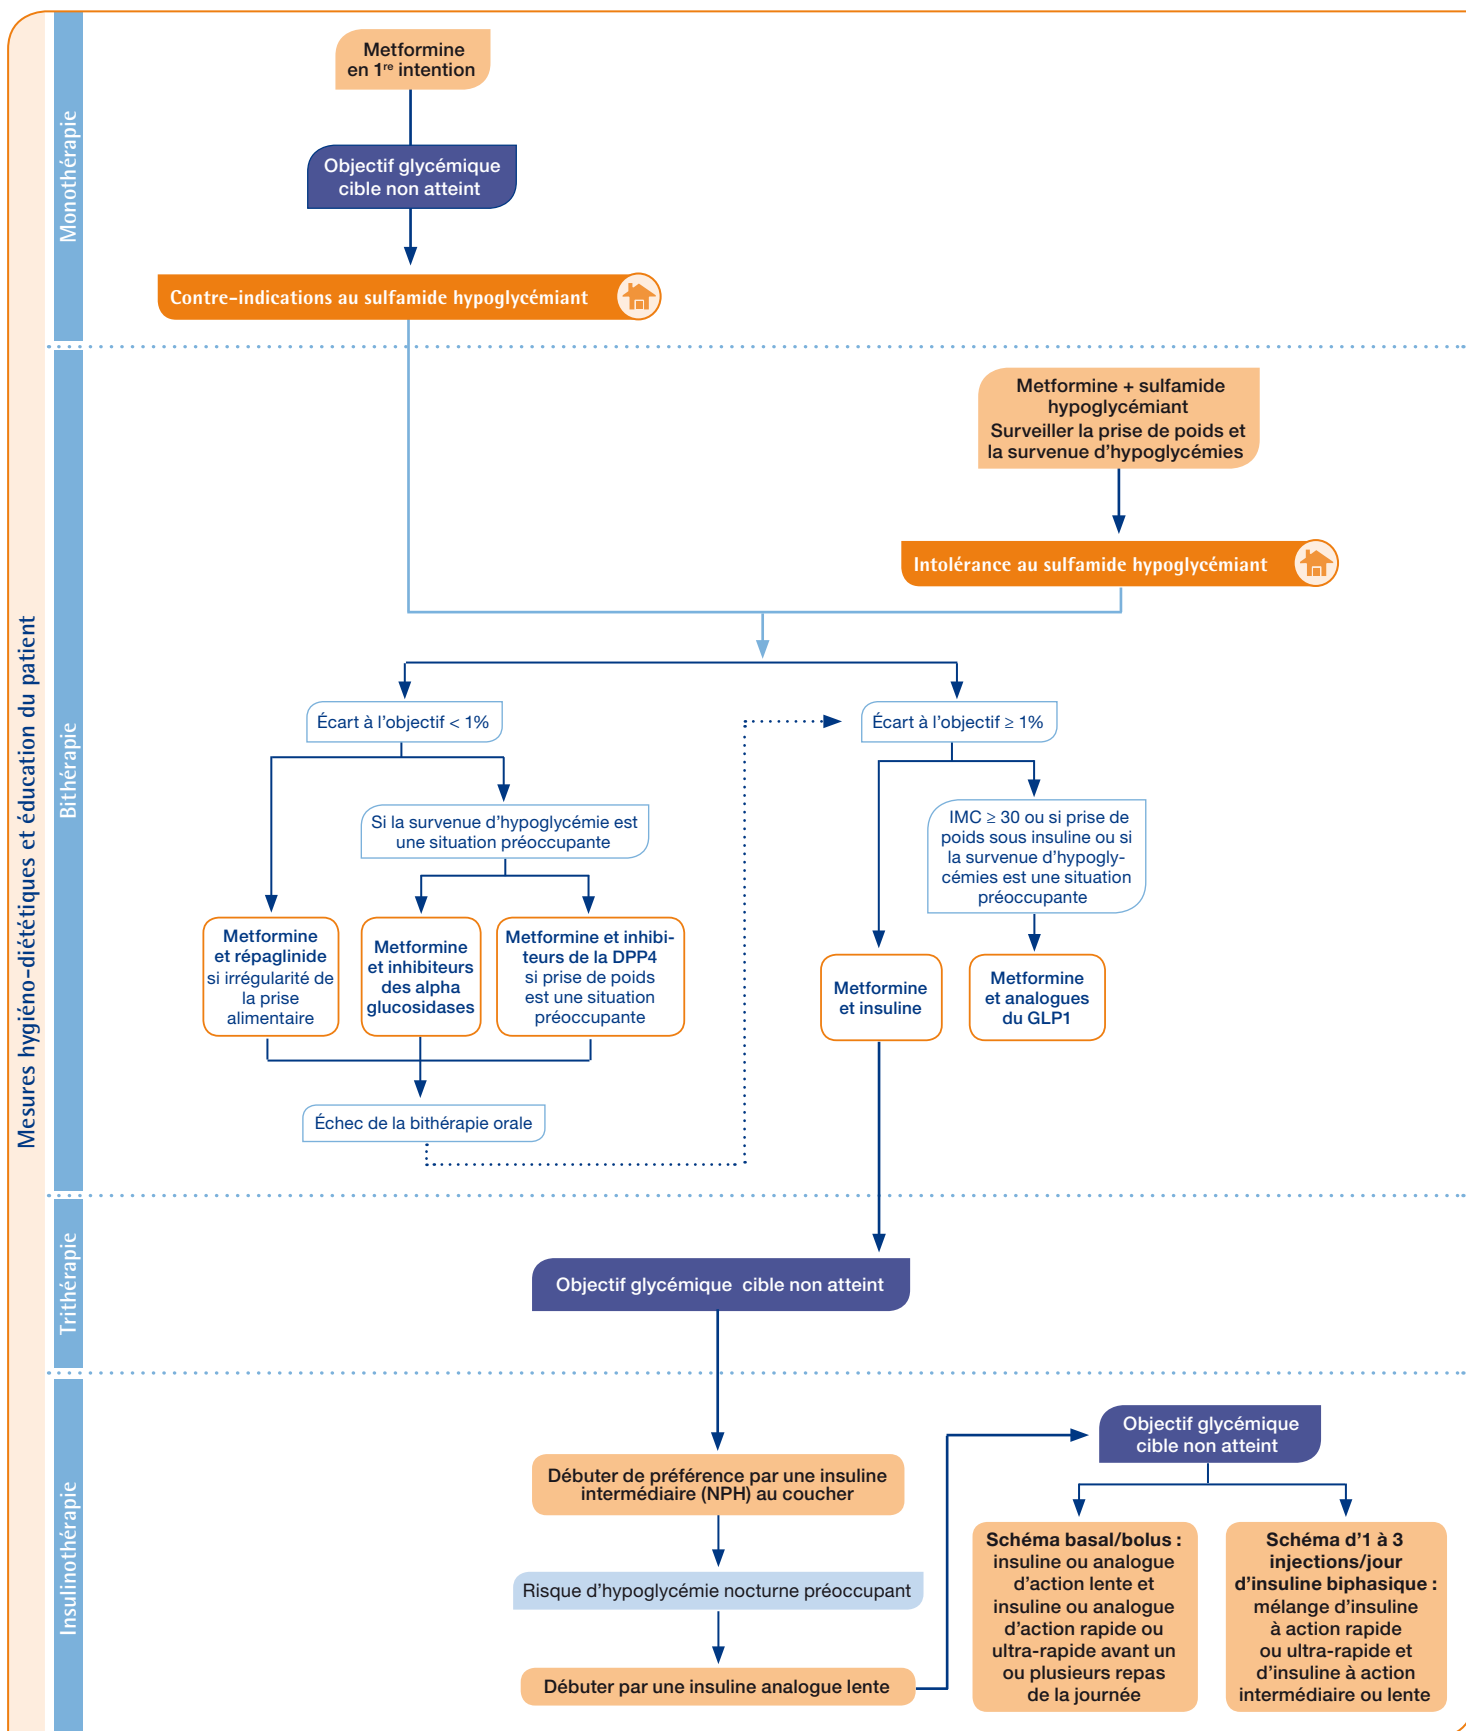 Mesures hygiéno-diététiques et éducation du patient
Monothérapie
Metformine
en 1re intention
Objectif glycémique
cible non atteint
Contre-indications au sulfamide hypoglycémiant
Bithérapie
Metformine + sulfamide
hypoglycémiant
Surveiller la prise de poids et
la survenue d’hypoglycémies
Intolérance au sulfamide hypoglycémiant
Écart à l’objectif < 1%
Écart à l’objectif ≥ 1%
Si la survenue d’hypoglycémie est
une situation préoccupante
IMC ≥ 30 ou si prise de
poids sous insuline ou si
la survenue d’hypogly-
cémies est une situation
préoccupante
Metformine
et répaglinide
si irrégularité de
la prise
alimentaire
Metformine
et inhibiteurs
des alpha
glucosidases
Metformine et inhibi-
teurs de la DPP4
si prise de poids
est une situation
préoccupante
Metformine
et insuline
Metformine
et analogues
du GLP1
Échec de la bithérapie orale
Trithérapie
Objectif glycémique cible non atteint
Insulinothérapie
Débuter de préférence par une insuline
intermédiaire (NPH) au coucher
Risque d’hypoglycémie nocturne préoccupant
Débuter par une insuline analogue lente
Objectif glycémique
cible non atteint
Schéma basal/bolus :
insuline ou analogue
d’action lente et
insuline ou analogue
d’action rapide ou
ultra-rapide avant un
ou plusieurs repas
de la journée
Schéma d’1 à 3
injections/jour
d’insuline biphasique :
mélange d’insuline
à action rapide
ou ultra-rapide et
d’insuline à action
intermédiaire ou lente